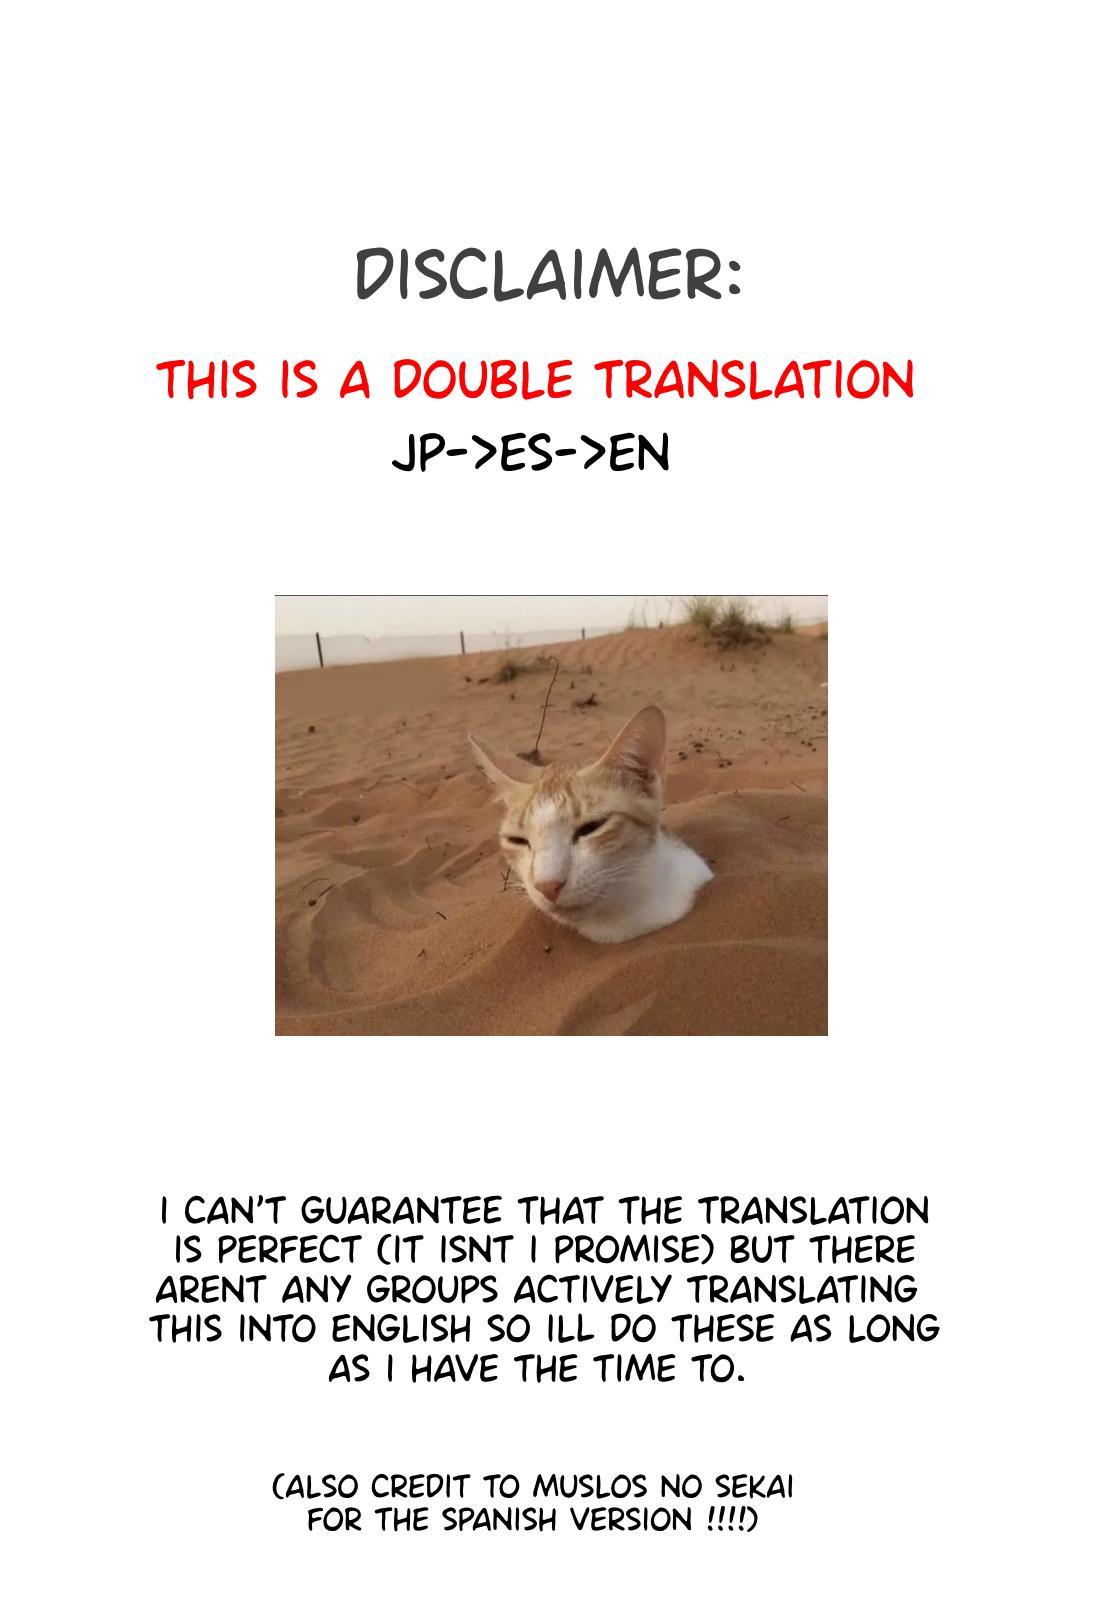 DISCLAIMER:
THIS IS A DOUBLE TRANSLATION
JP->ES->EN
I CAN'T GUARANTEE THAT THE TRANSLATION
IS PERFECT (IT ISNT I PROMISE) BUT THERE
ARENT ANY GROUPS ACTIVELY TRANSLATING
THIS INTO ENGLISH SO ILL DO THESE AS LONG
AS I HAVE THE TIME TO.
(ALSO CREDIT TO MUSLOS NO SEKAI
FOR THE SPANISH VERSION !!!!)